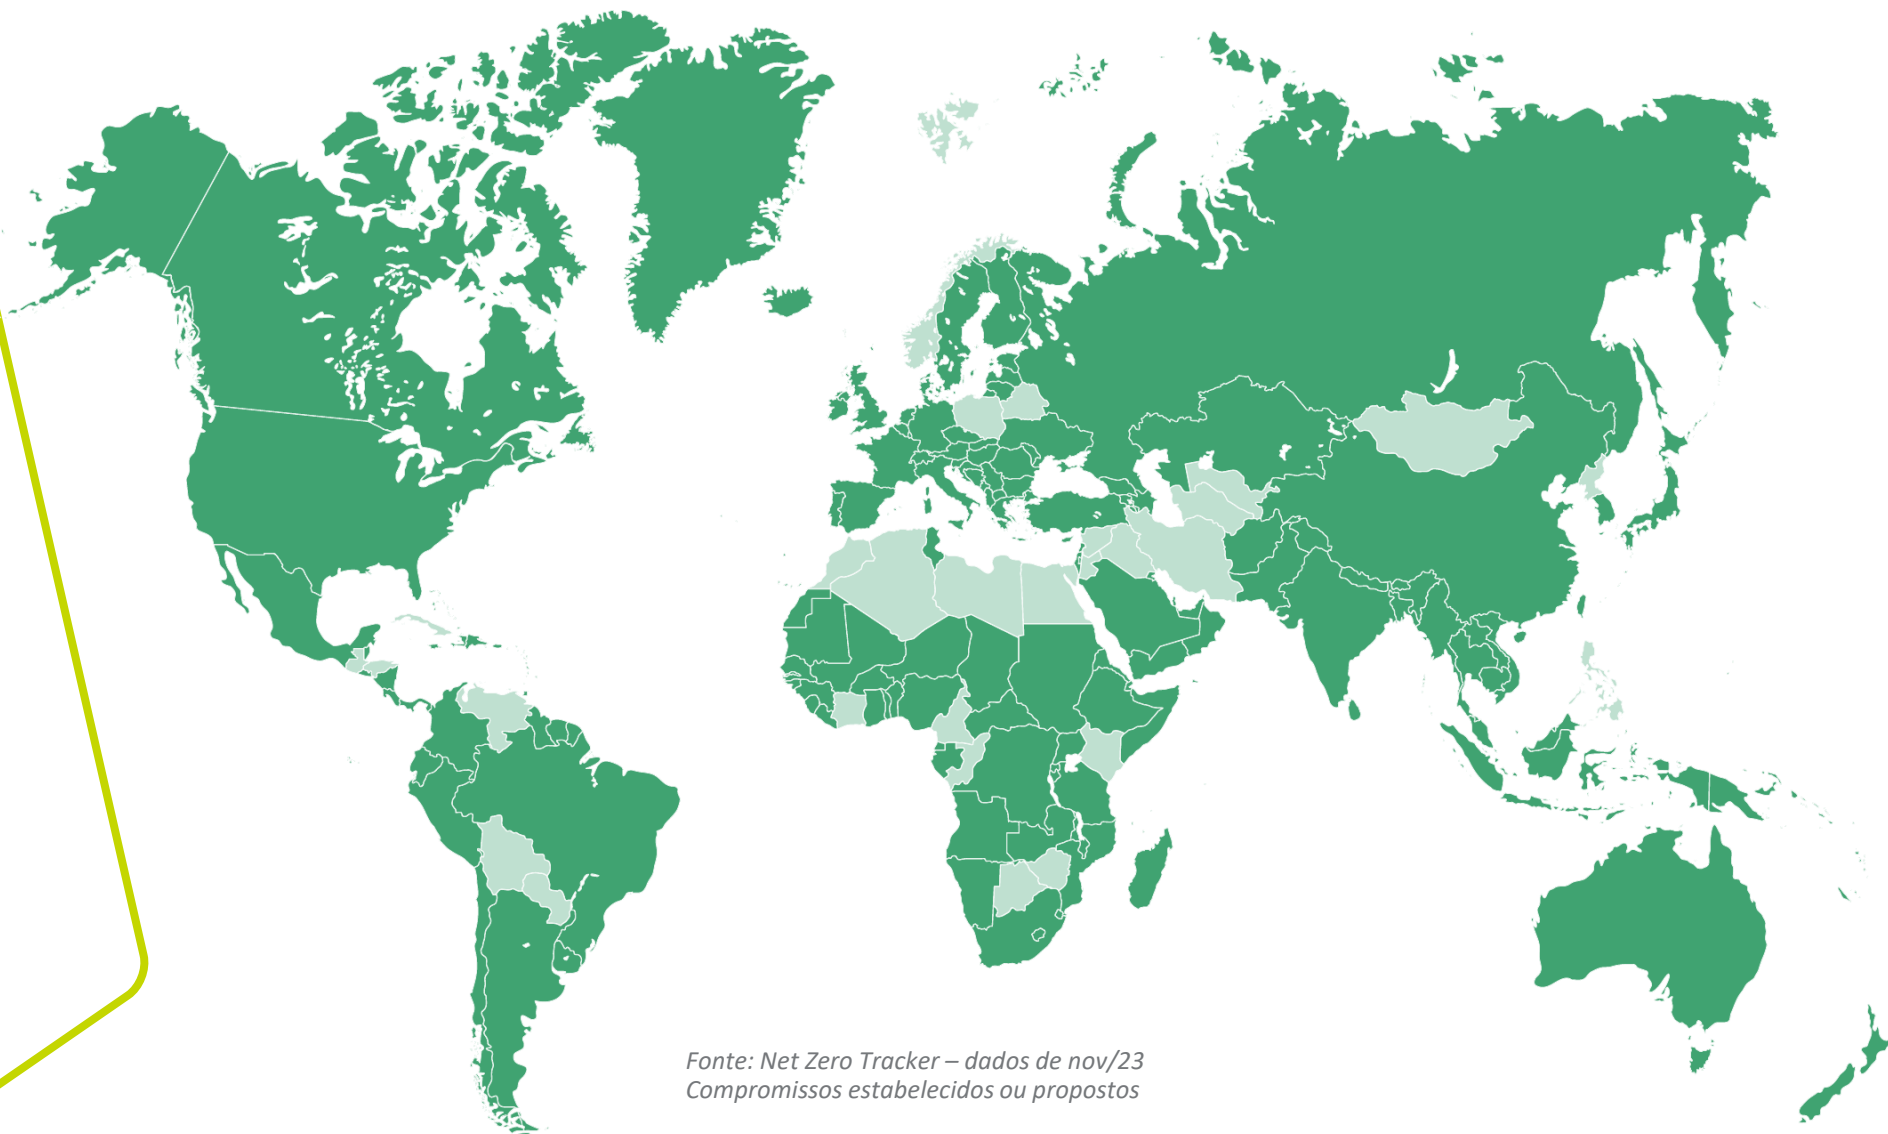 Fonte: Net Zero Tracker – dados de nov/23
Compromissos estabelecidos ou propostos